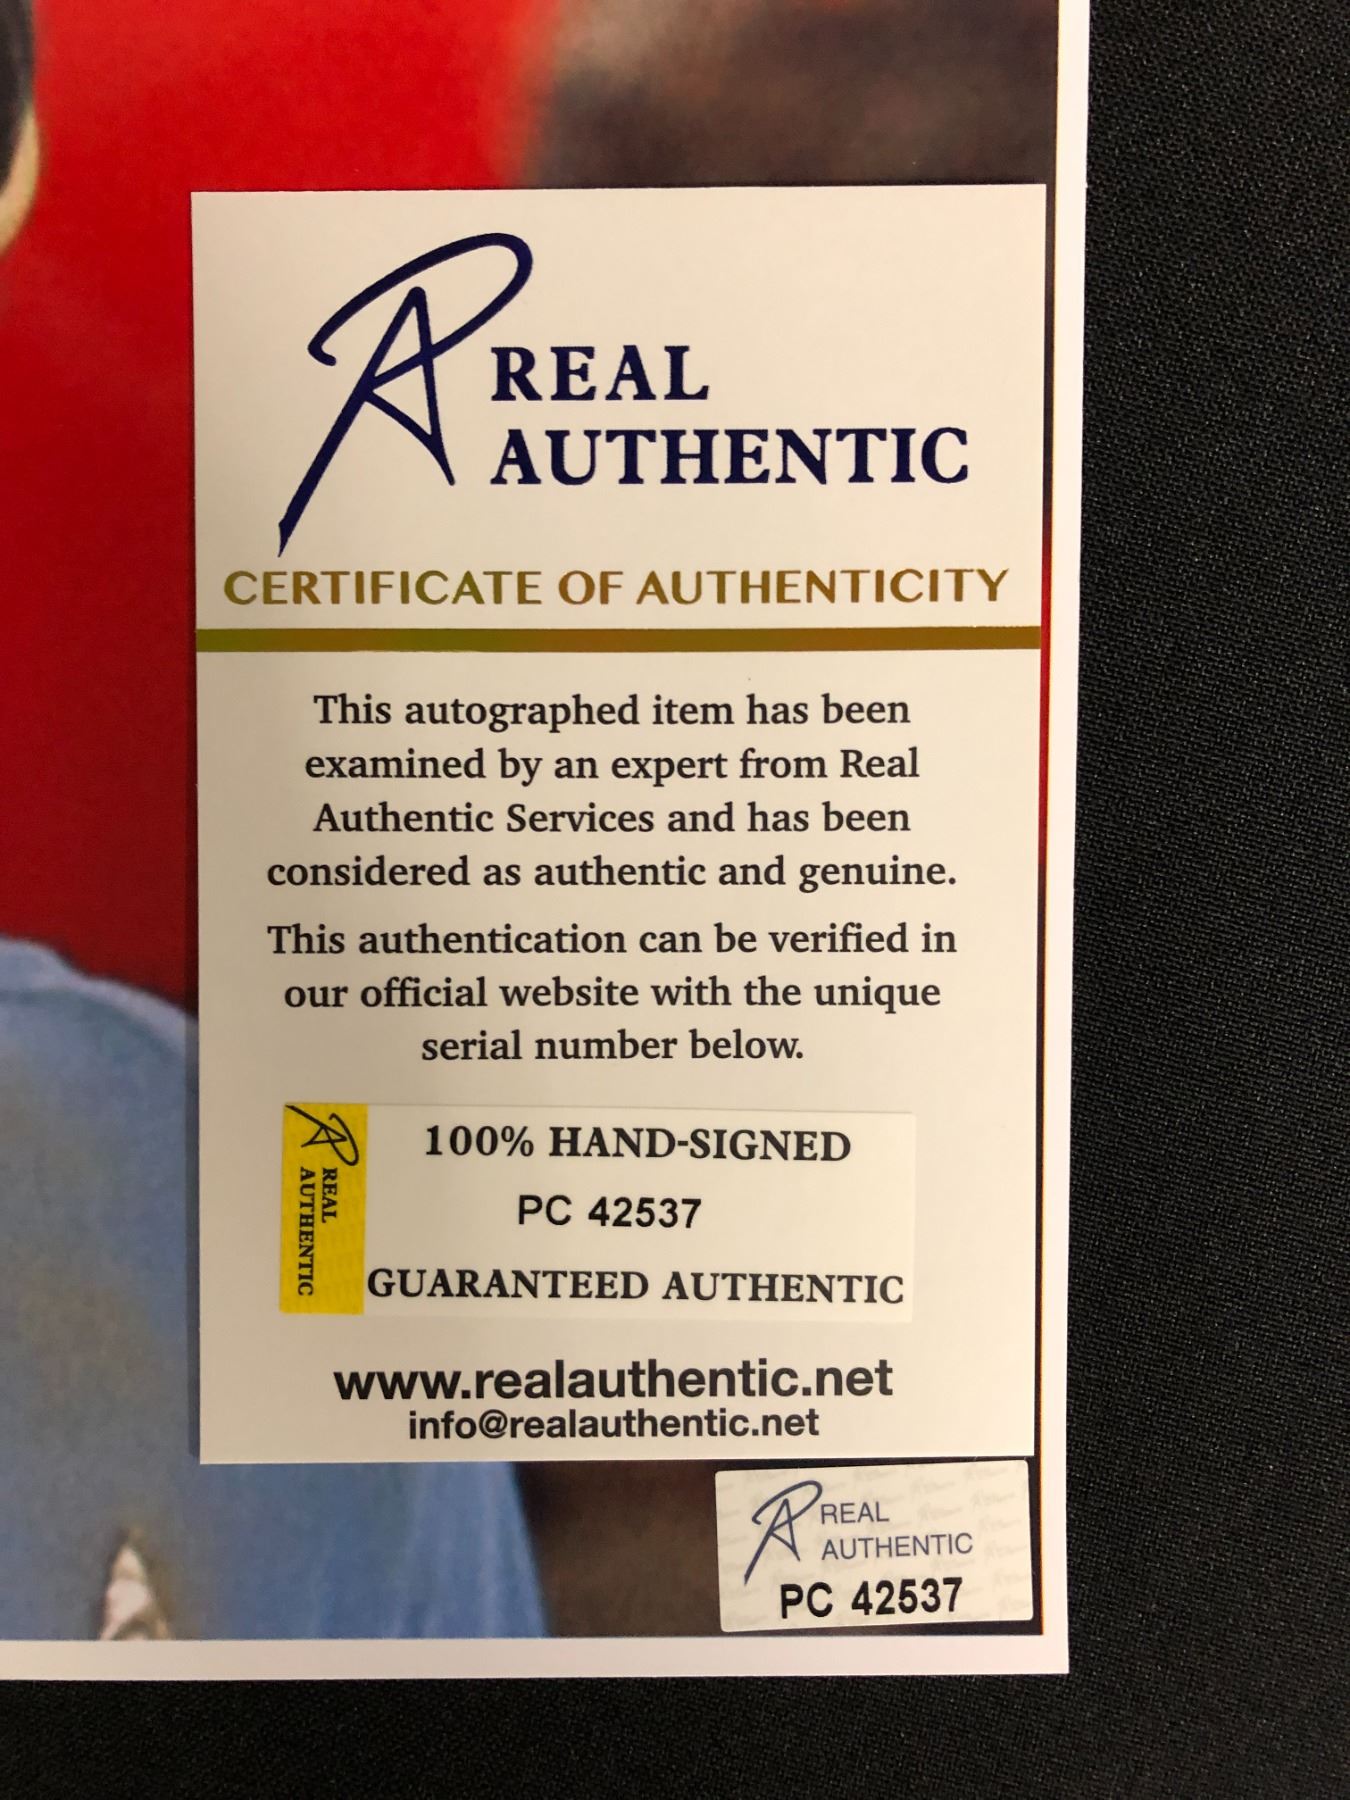 REAL
AUTHENTIC
CERTIFICATE OF AUTHENTICITY
This autographed item has been
examined by an expert from Real
Authentic Services and has been
considered as authentic and genuine.
This authentication can be verified in
our official website with the unique
serial number below.
REAL
AUTHENTIC
100% HAND-SIGNED
PC 42537
GUARANTEED AUTHENTIC
www.realauthentic.net
info@realauthentic.net
REAL
AUTHENTIC
PC 42537